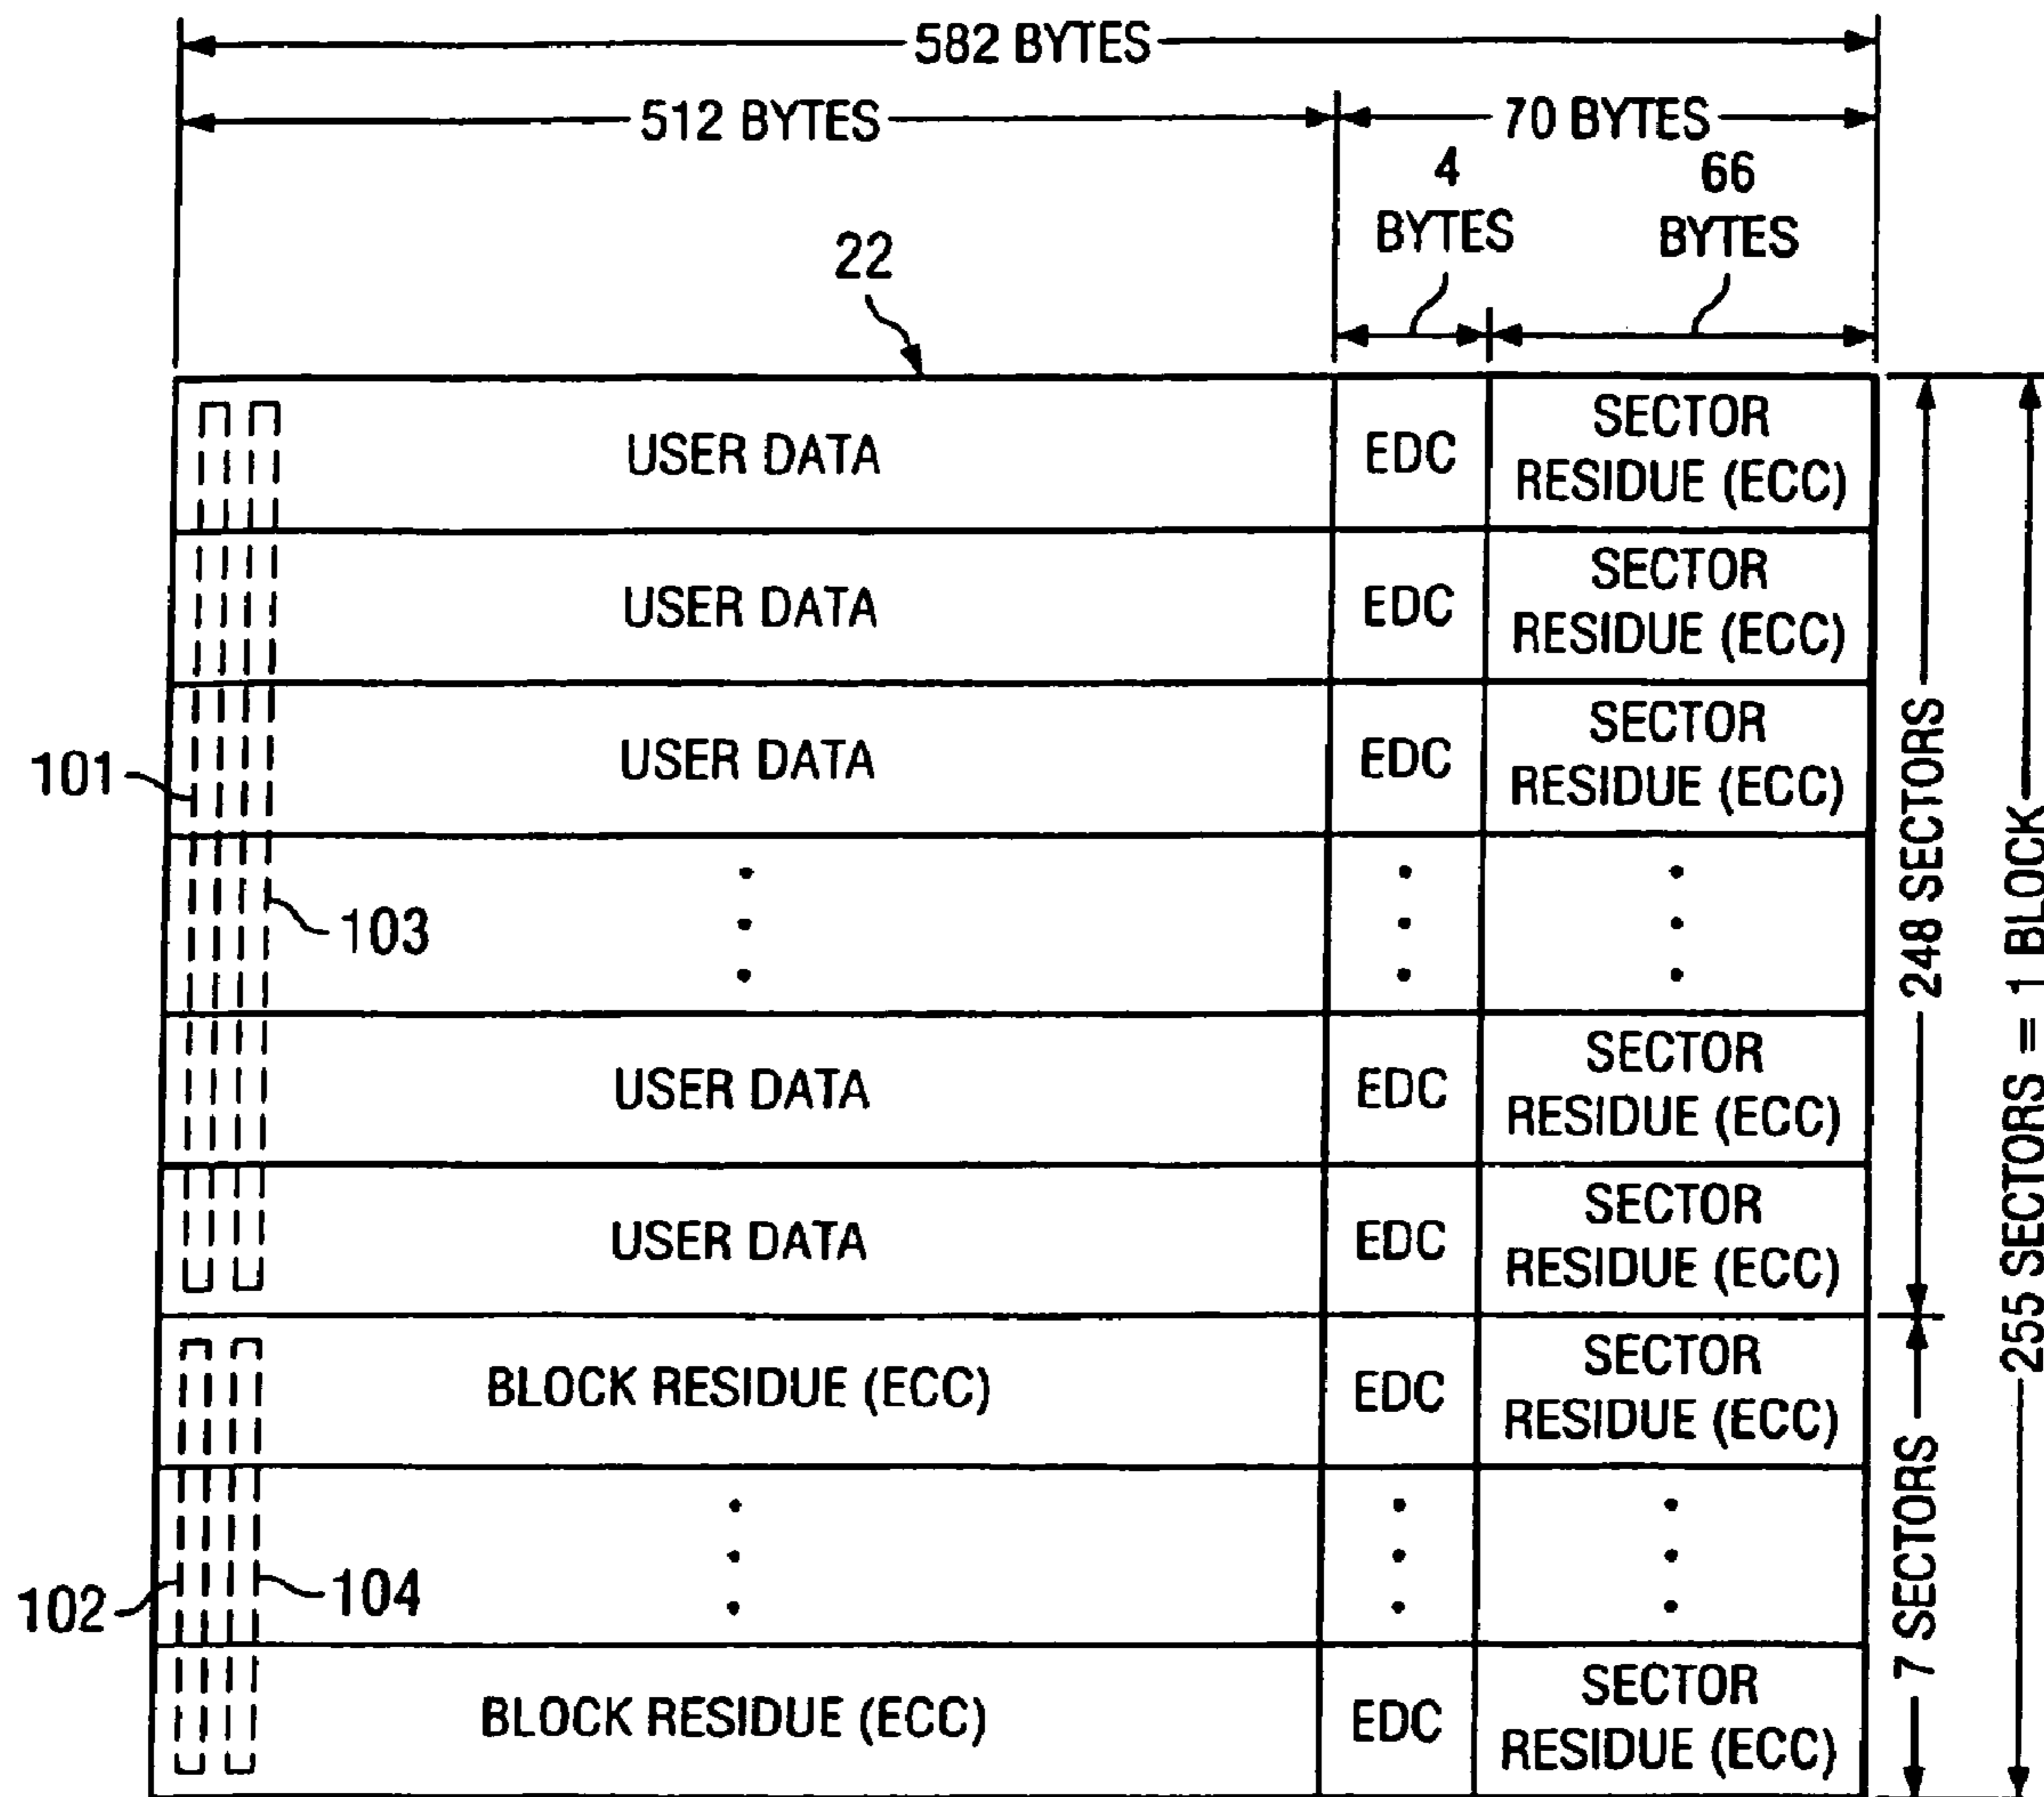 582 BYTES
512 BYTES
70 BYTES
4
BYTES
66
BYTES
22
USER DATA
EDC
SECTOR
RESIDUE (ECC)
USER DATA
EDC
SECTOR
RESIDUE (ECC)
101
USER DATA
EDC
SECTOR
RESIDUE (ECC)
103
USER DATA
EDC
SECTOR
RESIDUE (ECC)
USER DATA
EDC
SECTOR
RESIDUE (ECC)
248 SECTORS
255 SECTORS = 1 BLOCK
BLOCK RESIDUE (ECC)
EDC
SECTOR
RESIDUE (ECC)
102
104
7 SECTORS
BLOCK RESIDUE (ECC)
EDC
SECTOR
RESIDUE (ECC)